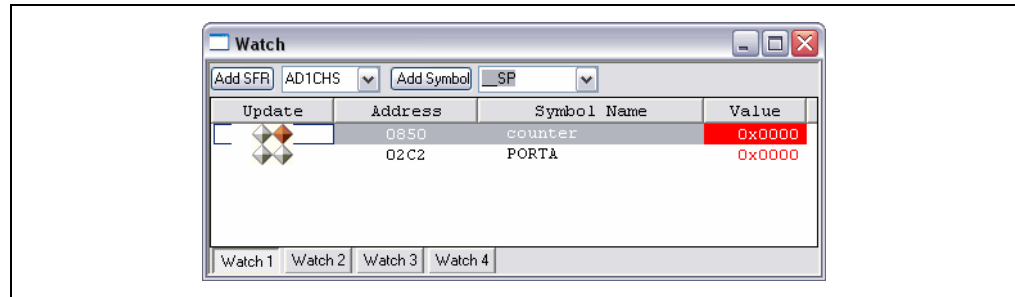 Watch
Add SFR AD1CHS Add Symbol __SP
Update Address Symbol Name Value
0850 counter 0x0000
02C2 PORTA 0x0000
Watch 1 Watch 2 Watch 3 Watch 4